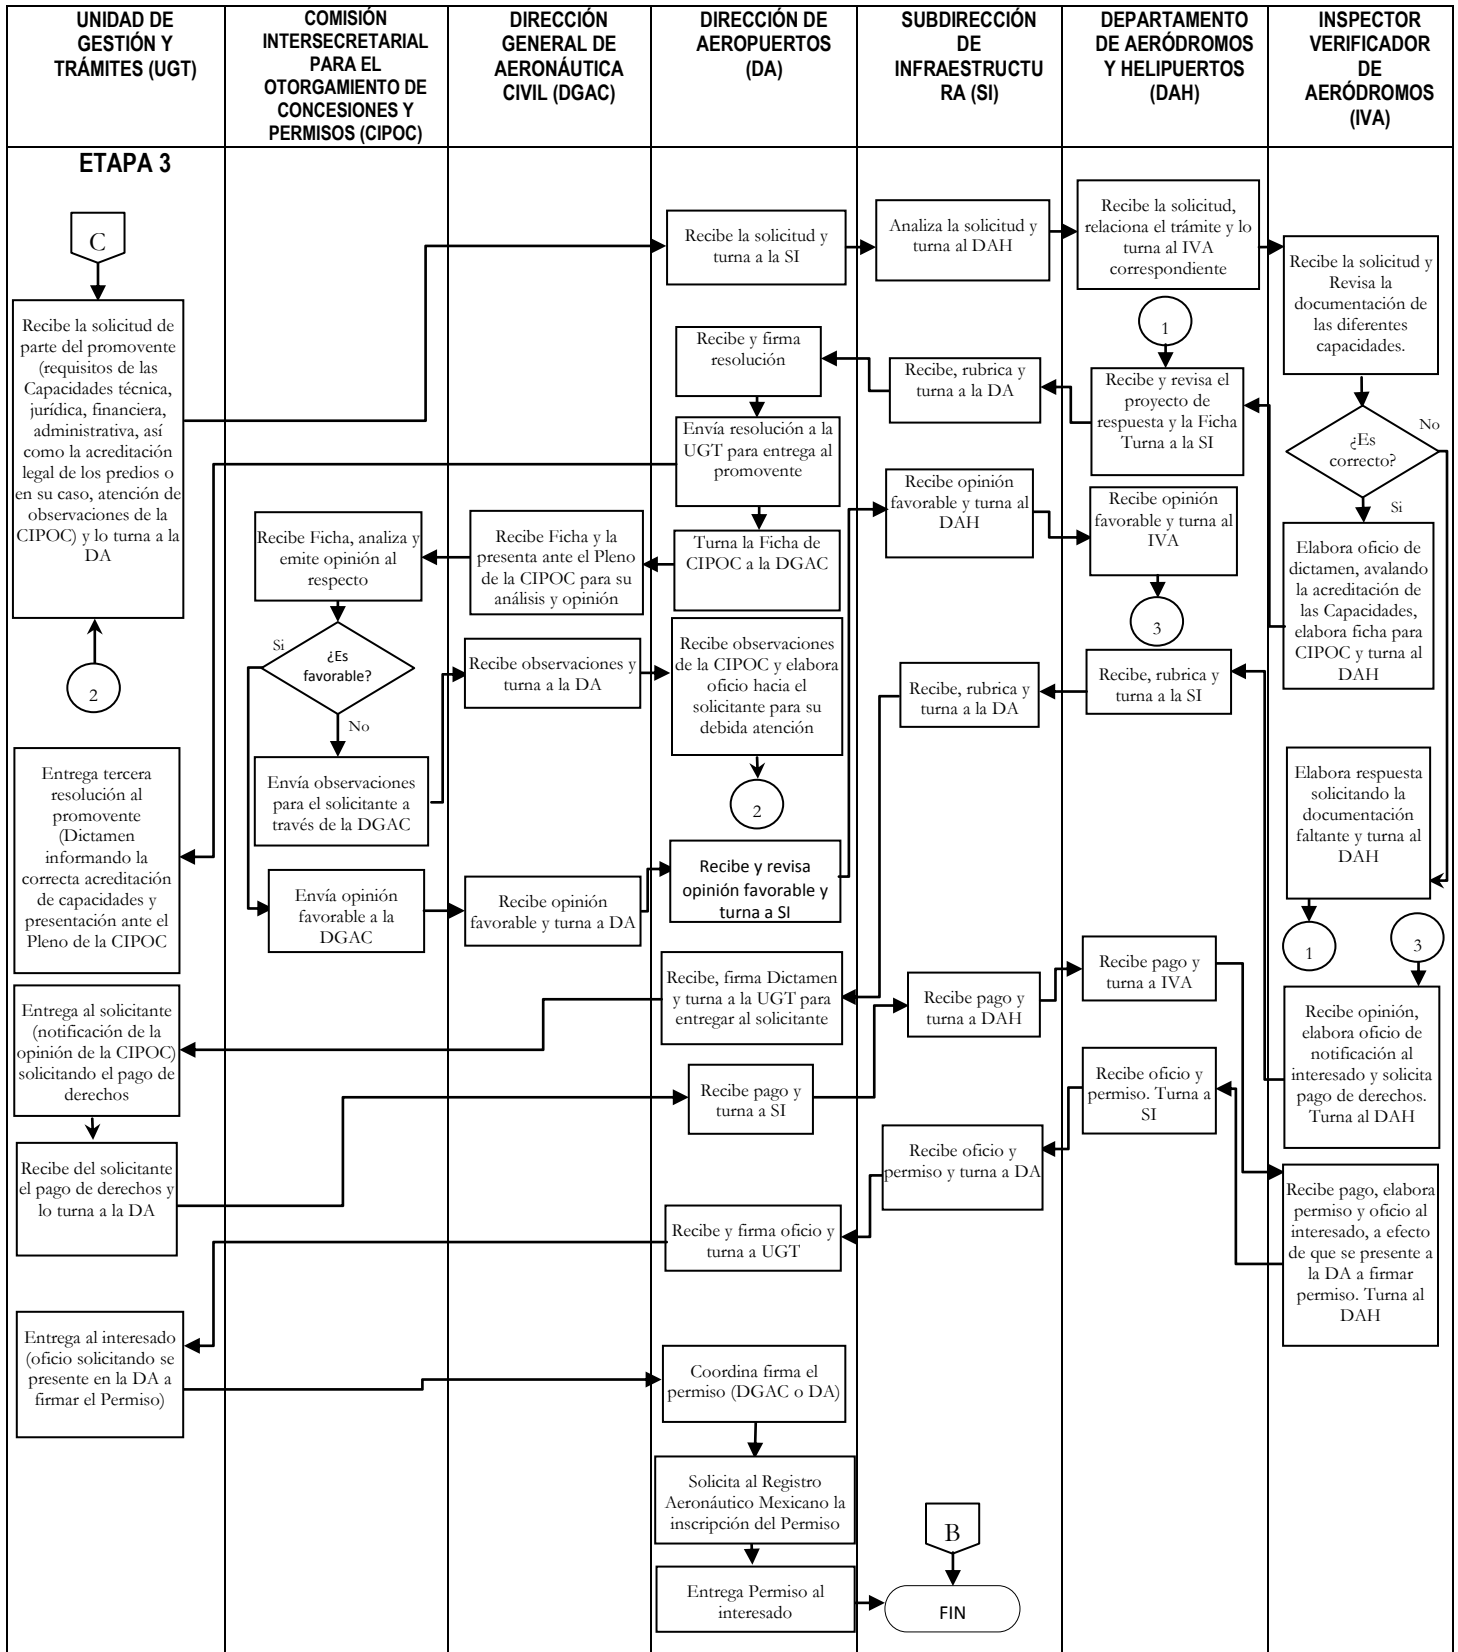 UNIDAD DE
GESTIÓN Y
TRÁMITES (UGT)
COMISIÓN
INTERSECRETARIAL
PARA EL
OTORGAMIENTO DE
CONCESIONES Y
PERMISOS (CIPOC)
DIRECCIÓN
GENERAL DE
AERONÁUTICA
CIVIL (DGAC)
DIRECCIÓN DE
AEROPUERTOS
(DA)
SUBDIRECCIÓN
DE
INFRAESTRUCTU
RA (SI)
DEPARTAMENTO
DE AERÓDROMOS
Y HELIPUERTOS
(DAH)
INSPECTOR
VERIFICADOR
DE
AERÓDROMOS
(IVA)
ETAPA 3
C
Recibe la solicitud de
parte del promovente
(requisitos de las
Capacidades técnica,
jurídica, financiera,
administrativa, así
como la acreditación
legal de los predios o
en su caso, atención de
observaciones de la
CIPOC) y lo turna a la
DA
2
Entrega tercera
resolución al
promovente
(Dictamen
informando la
correcta acreditación
de capacidades y
presentación ante el
Pleno de la CIPOC
Entrega al solicitante
(notificación de la
opinión de la CIPOC)
solicitando el pago de
derechos
Recibe del solicitante
el pago de derechos y
lo turna a la DA
Entrega al interesado
(oficio solicitando se
presente en la DA a
firmar el Permiso)
Recibe Ficha, analiza y
emite opinión al
respecto
Si
¿Es
favorable?
No
Envía observaciones
para el solicitante a
través de la DGAC
Envía opinión
favorable a la
DGAC
Recibe Ficha y la
presenta ante el Pleno
de la CIPOC para su
análisis y opinión
Recibe observaciones y
turna a la DA
Recibe opinión
favorable y turna a DA
Recibe la solicitud y
turna a la SI
Recibe y firma
resolución
Envía resolución a la
UGT para entrega al
promovente
Turna la Ficha de
CIPOC a la DGAC
Recibe observaciones
de la CIPOC y elabora
oficio hacia el
solicitante para su
debida atención
2
Recibe y revisa
opinión favorable y
turna a SI
Recibe, firma Dictamen
y turna a la UGT para
entregar al solicitante
Recibe pago y
turna a SI
Recibe y firma oficio y
turna a UGT
Coordina firma el
permiso (DGAC o DA)
Solicita al Registro
Aeronáutico Mexicano la
inscripción del Permiso
Entrega Permiso al
interesado
Analiza la solicitud y
turna al DAH
Recibe, rubrica y
turna a la DA
Recibe opinión
favorable y turna al
DAH
Recibe, rubrica y
turna a la DA
Recibe pago y
turna a DAH
Recibe oficio y
permiso y turna a DA
B
FIN
Recibe la solicitud,
relaciona el trámite y lo
turna al IVA
correspondiente
1
Recibe y revisa el
proyecto de
respuesta y la Ficha
Turna a la SI
Recibe opinión
favorable y turna al
IVA
3
Recibe, rubrica y
turna a la SI
Recibe pago y
turna a IVA
Recibe oficio y
permiso. Turna a
SI
Recibe la solicitud y
Revisa la
documentación de
las diferentes
capacidades.
No
¿Es
correcto?
Si
Elabora oficio de
dictamen, avalando
la acreditación de
las Capacidades,
elabora ficha para
CIPOC y turna al
DAH
Elabora respuesta
solicitando la
documentación
faltante y turna al
DAH
1
3
Recibe opinión,
elabora oficio de
notificación al
interesado y solicita
pago de derechos.
Turna al DAH
Recibe pago, elabora
permiso y oficio al
interesado, a efecto
de que se presente a
la DA a firmar
permiso. Turna al
DAH